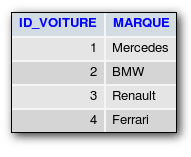 ID_VOITURE MARQUE
1 Mercedes
2 BMW
3 Renault
4 Ferrari